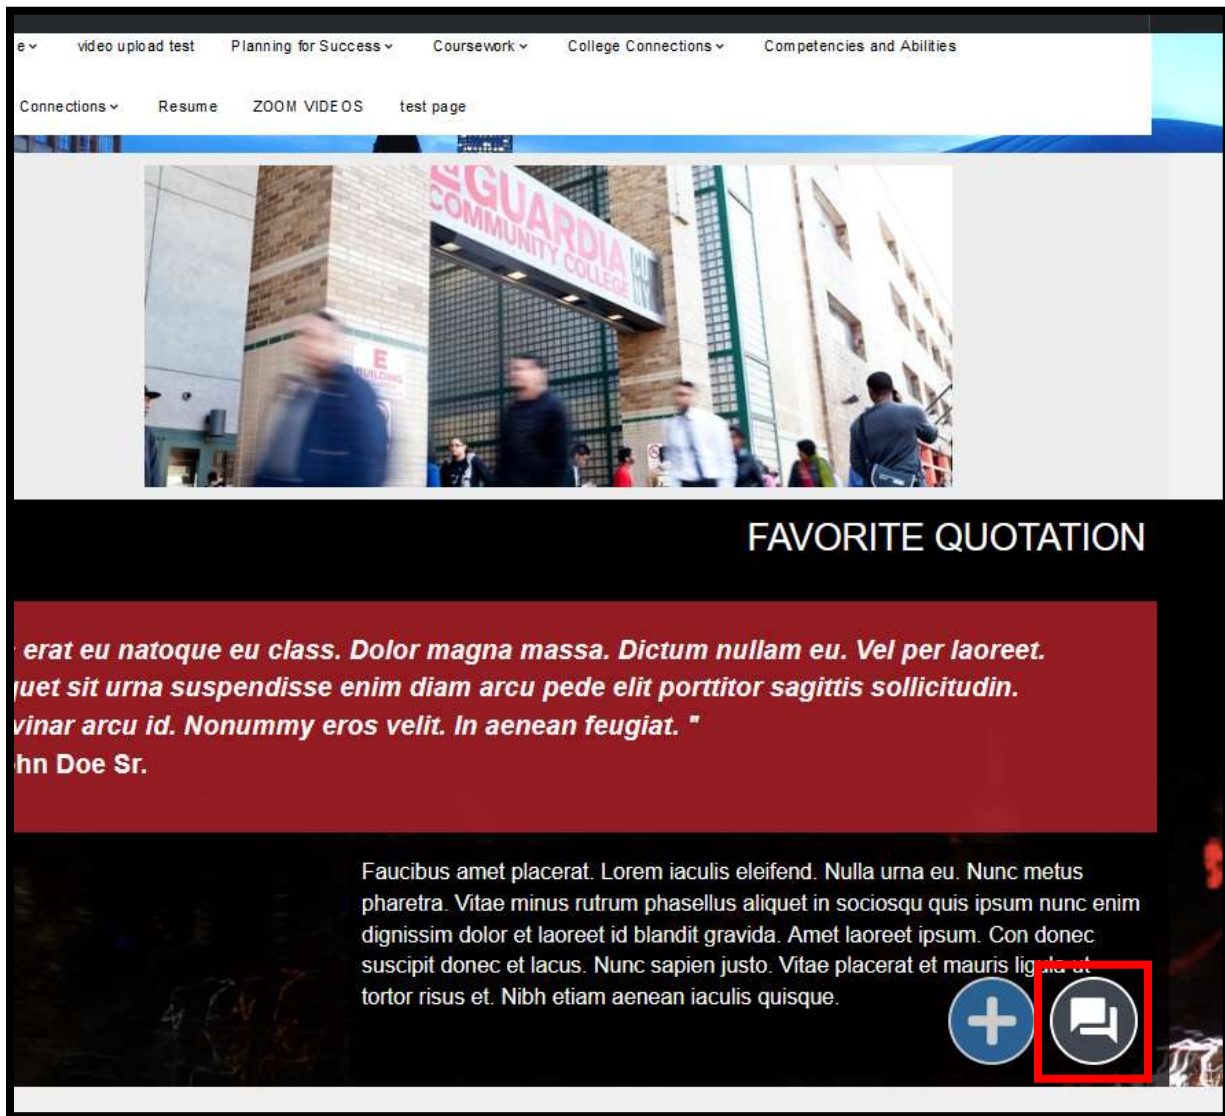 e
video upload test
Planning for Success
Coursework
College Connections
Competencies and Abilities
Connections
Resume
ZOOM VIDEOS
test page
EGUARDIA
COMMUNITY COLLEGE
CU
NY
E
BUILDING
FAVORITE QUOTATION
erat eu natoque eu class. Dolor magna massa. Dictum nullam eu. Vel per laoreet.
quet sit urna suspendisse enim diam arcu pede elit porttitor sagittis sollicitudin.
vinar arcu id. Nonummy eros velit. In aenean feugiat. "
hn Doe Sr.
Faucibus amet placerat. Lorem iaculis eleifend. Nulla urna eu. Nunc metus
pharetra. Vitae minus rutrum phasellus aliquet in sociosqu quis ipsum nunc enim
dignissim dolor et laoreet id blandit gravida. Amet laoreet ipsum. Con donec
suscipit donec et lacus. Nunc sapien justo. Vitae placerat et mauris ligula ut
tortor risus et. Nibh etiam aenean iaculis quisque.